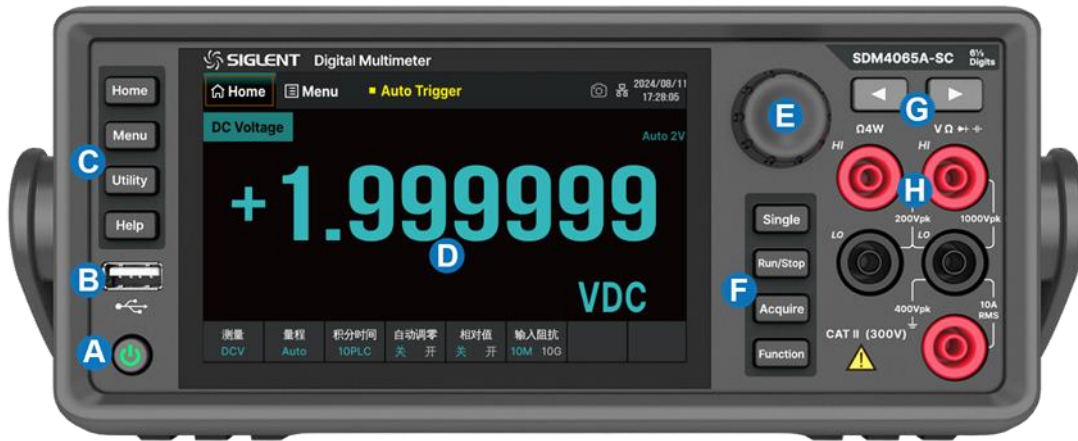 SIGLENT Digital Multimeter
SDM4065A-SC 6½ Digits
Home
Menu
Utility
Help
Home Menu Auto Trigger 2024/08/11
17:28:05
DC Voltage
Auto 2V
+1.999999
VDC
测量 量程 积分时间 自动调零 相对值 输入阻抗
DCV Auto 10PLC 关 开 关 开 10M 10G
A
B
C
D
E
F
G
H
Single
Run/Stop
Acquire
Function
Ω4W VΩ
HI HI
200Vpk 1000Vpk
LO LO
400Vpk 10A
RMS
CAT II (300V)